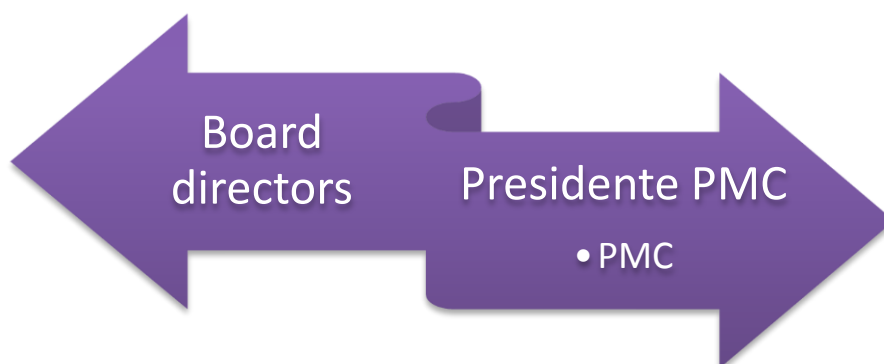 Board
directors
Presidente PMC
• PMC